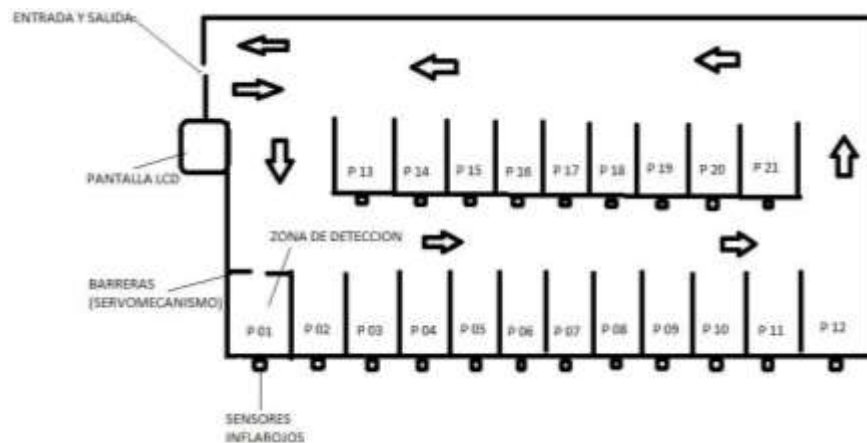 ENTRADA Y SALIDA
P 13 P 14 P 15 P 16 P 17 P 18 P 19 P 20 P 21
PANTALLA LCD
ZONA DE DETECCION
BARRERAS
(SERVOMECANISMO)
P 01 P 02 P 03 P 04 P 05 P 06 P 07 P 08 P 09 P 10 P 11 P 12
SENSORES
INFLAROJOS